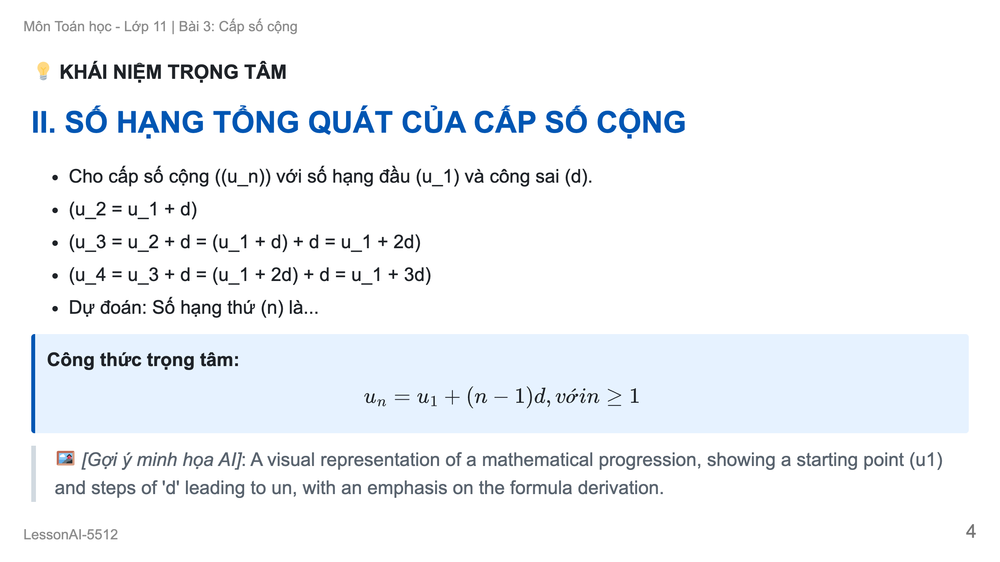 Môn Toán học - Lớp 11 | Bài 3: Cấp số cộng
💡 KHÁI NIỆM TRỌNG TÂM
II. SỐ HẠNG TỔNG QUÁT CỦA CẤP SỐ CỘNG
• Cho cấp số cộng ((u_n)) với số hạng đầu (u_1) và công sai (d).
• (u_2 = u_1 + d)
• (u_3 = u_2 + d = (u_1 + d) + d = u_1 + 2d)
• (u_4 = u_3 + d = (u_1 + 2d) + d = u_1 + 3d)
• Dự đoán: Số hạng thứ (n) là...
Công thức trọng tâm:
uₙ = u₁ + (n − 1)d, vớin ≥ 1
🖼️ [Gợi ý minh họa AI]: A visual representation of a mathematical progression, showing a starting point (u1)
and steps of 'd' leading to un, with an emphasis on the formula derivation.
LessonAI-5512
4